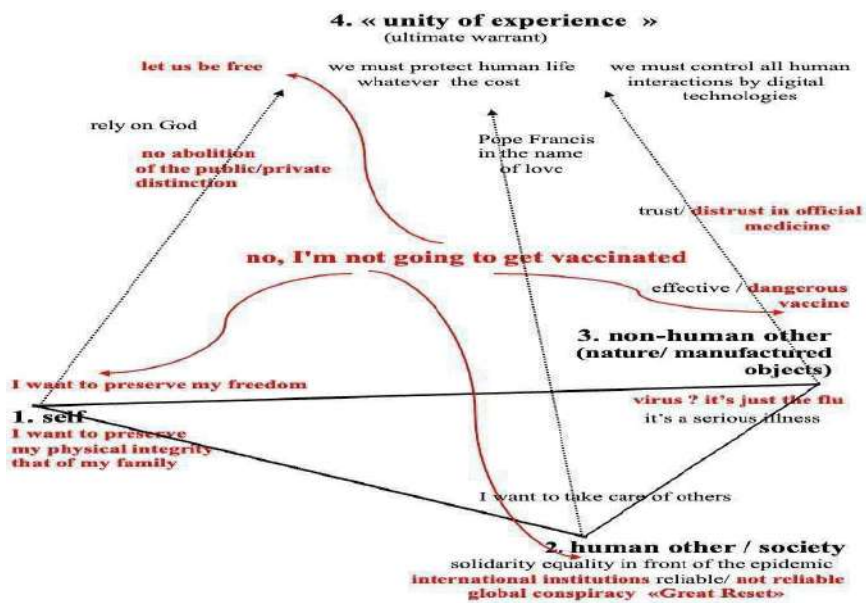 4. « unity of experience »
(ultimate warrant)
let us be free
we must protect human life
whatever the cost
we must control all human
interactions by digital
technologies
rely on God
no abolition
of the public/private
distinction
Pope Francis
in the name
of love
trust/ distrust in official
medicine
no, I'm not going to get vaccinated
effective / dangerous
vaccine
3. non-human other
(nature/ manufactured
objects)
I want to preserve my freedom
1. self
I want to preserve
my physical integrity
that of my family
virus ? it's just the flu
it's a serious illness
I want to take care of others
2. human other / society
solidarity equality in front of the epidemic
international institutions reliable/ not reliable
global conspiracy «Great Reset»